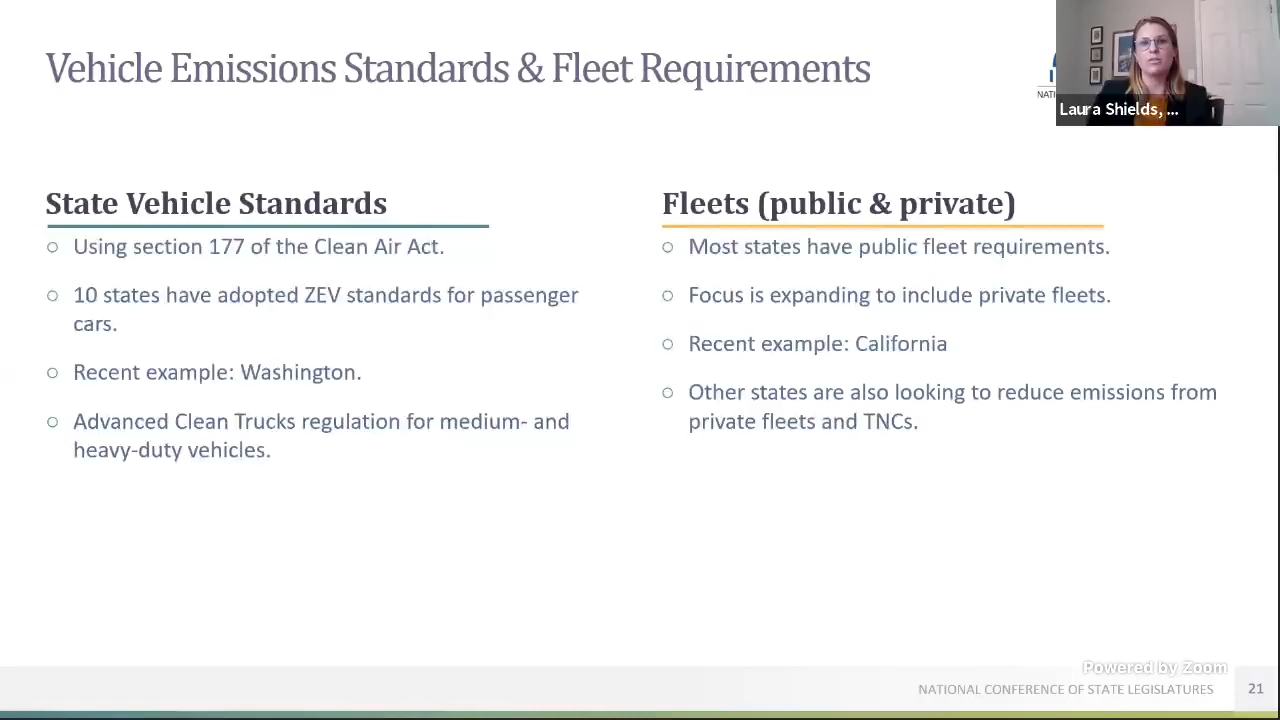 Vehicle Emissions Standards & Fleet Requirements
NATI
Laura Shields, ...
State Vehicle Standards
○ Using section 177 of the Clean Air Act.
○ 10 states have adopted ZEV standards for passenger
cars.
○ Recent example: Washington.
○ Advanced Clean Trucks regulation for medium- and
heavy-duty vehicles.
Fleets (public & private)
○ Most states have public fleet requirements.
○ Focus is expanding to include private fleets.
○ Recent example: California
○ Other states are also looking to reduce emissions from
private fleets and TNCs.
Powered by Zoom
NATIONAL CONFERENCE OF STATE LEGISLATURES
21